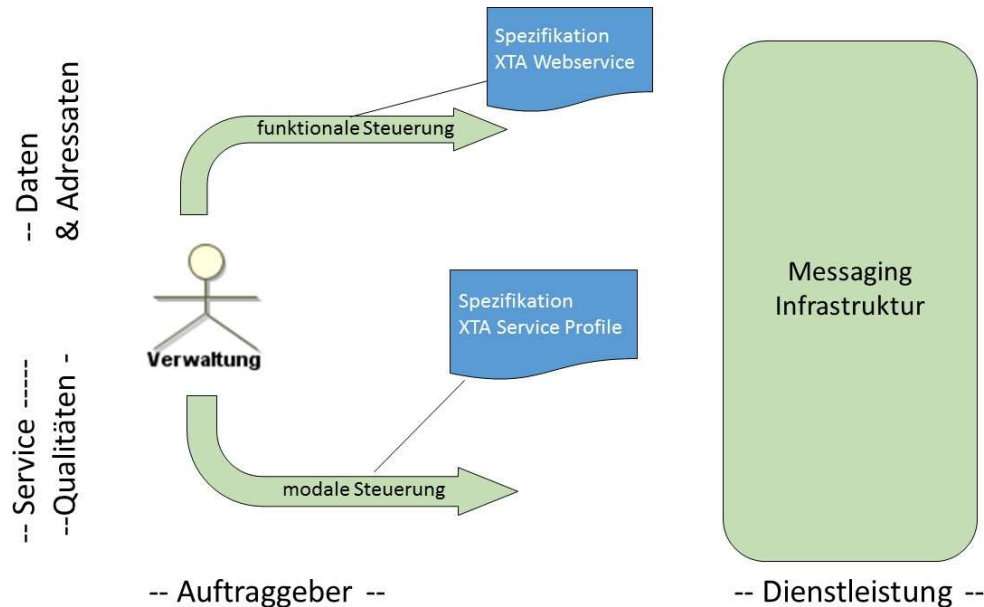 Spezifikation
XTA Webservice
funktionale Steuerung
-- Daten
& Adressaten
Verwaltung
Spezifikation
XTA Service Profile
Messaging
Infrastruktur
-- Service ------
--Qualitäten -
modale Steuerung
-- Auftraggeber --
-- Dienstleistung --